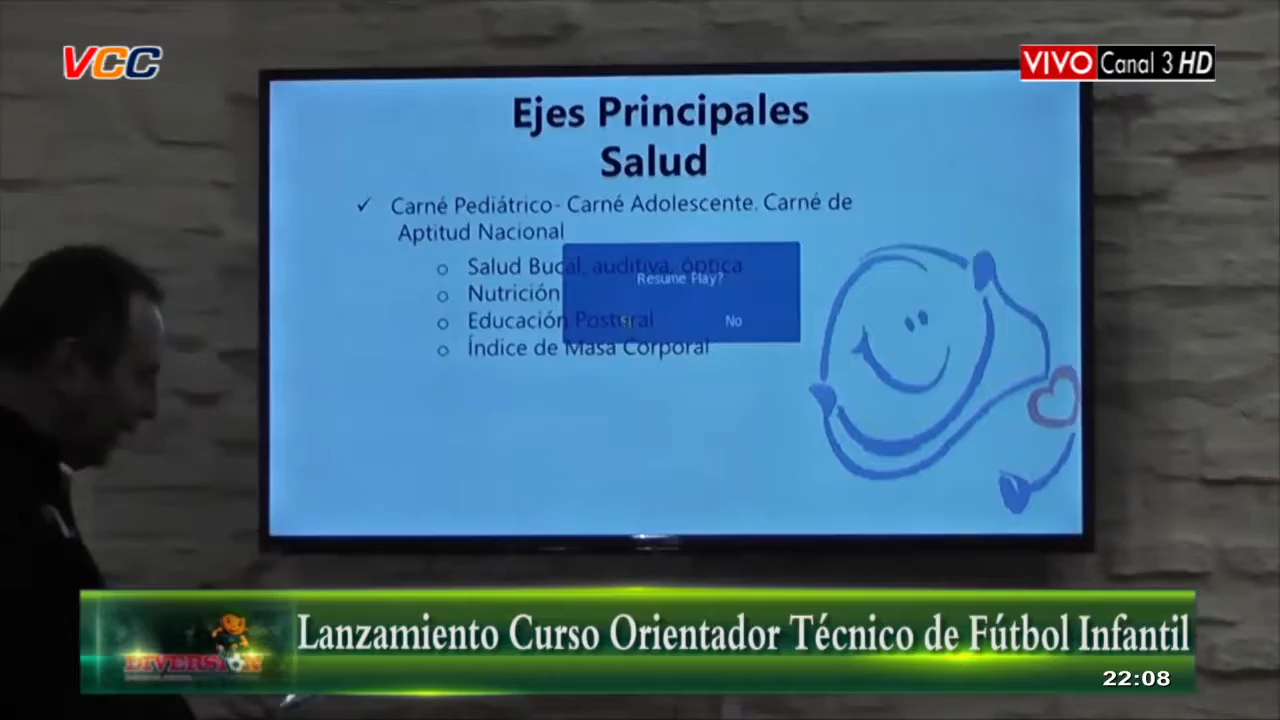 VCC
VIVO Canal 3 HD
Ejes Principales
Salud
✓ Carné Pediátrico- Carné Adolescente. Carné de
Aptitud Nacional
o Salud Bucal, auditiva, óptica
o Nutrición
o Educación Postural
o Índice de Masa Corporal
Resume Play?
No
DIVERSIÓN
Lanzamiento Curso Orientador Técnico de Fútbol Infantil
22:08